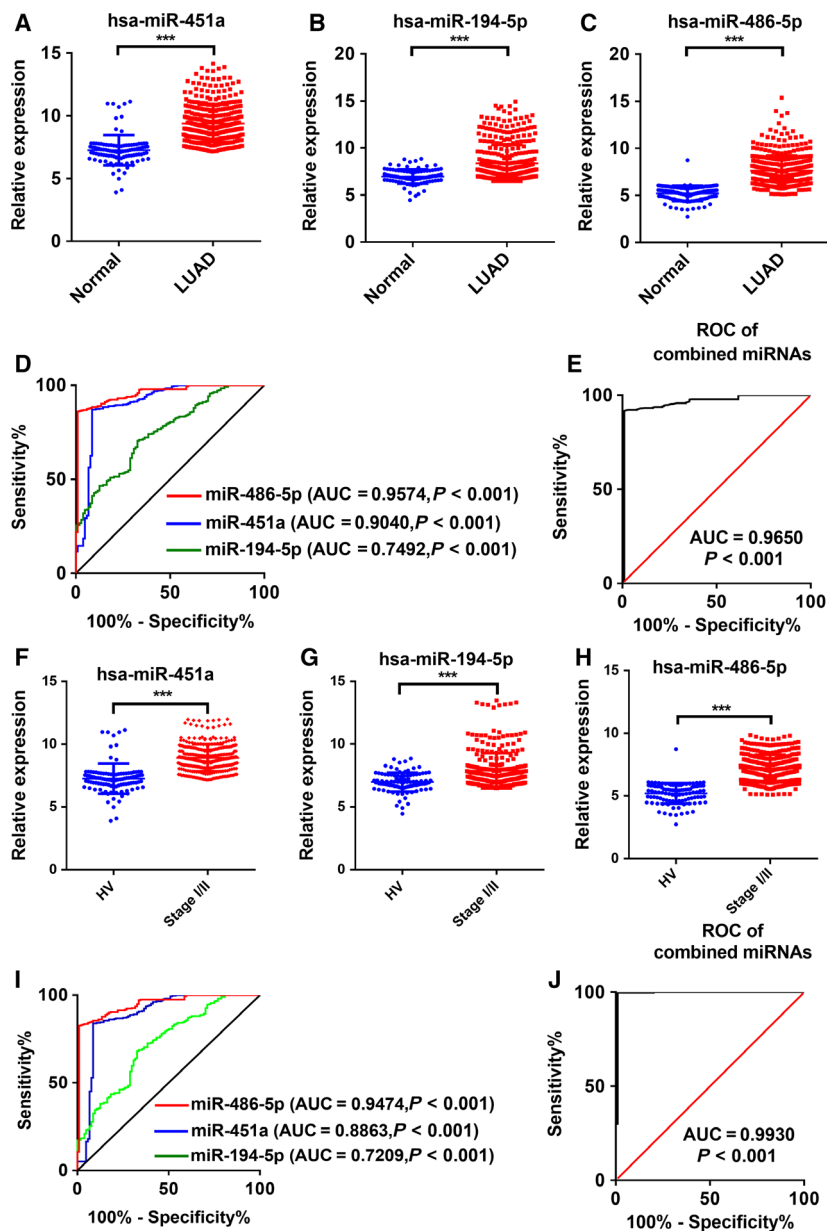 A
hsa-miR-451a
***
Relative expression
15
10
5
0
Normal
LUAD
B
hsa-miR-194-5p
***
Relative expression
20
15
10
5
0
Normal
LUAD
C
hsa-miR-486-5p
***
Relative expression
20
15
10
5
0
Normal
LUAD
D
Sensitivity%
100
50
0
miR-486-5p (AUC = 0.9574, P < 0.001)
miR-451a (AUC = 0.9040, P < 0.001)
miR-194-5p (AUC = 0.7492, P < 0.001)
0
50
100
100% - Specificity%
E
ROC of
combined miRNAs
Sensitivity%
100
50
0
AUC = 0.9650
P < 0.001
0
50
100
100% - Specificity%
F
hsa-miR-451a
***
Relative expression
15
10
5
0
HV
Stage I/II
G
hsa-miR-194-5p
***
Relative expression
15
10
5
0
HV
Stage I/II
H
hsa-miR-486-5p
***
Relative expression
15
10
5
0
HV
Stage I/II
I
Sensitivity%
100
50
0
miR-486-5p (AUC = 0.9474, P < 0.001)
miR-451a (AUC = 0.8863, P < 0.001)
miR-194-5p (AUC = 0.7209, P < 0.001)
0
50
100
100% - Specificity%
J
ROC of
combined miRNAs
Sensitivity%
100
50
0
AUC = 0.9930
P < 0.001
0
50
100
100% - Specificity%